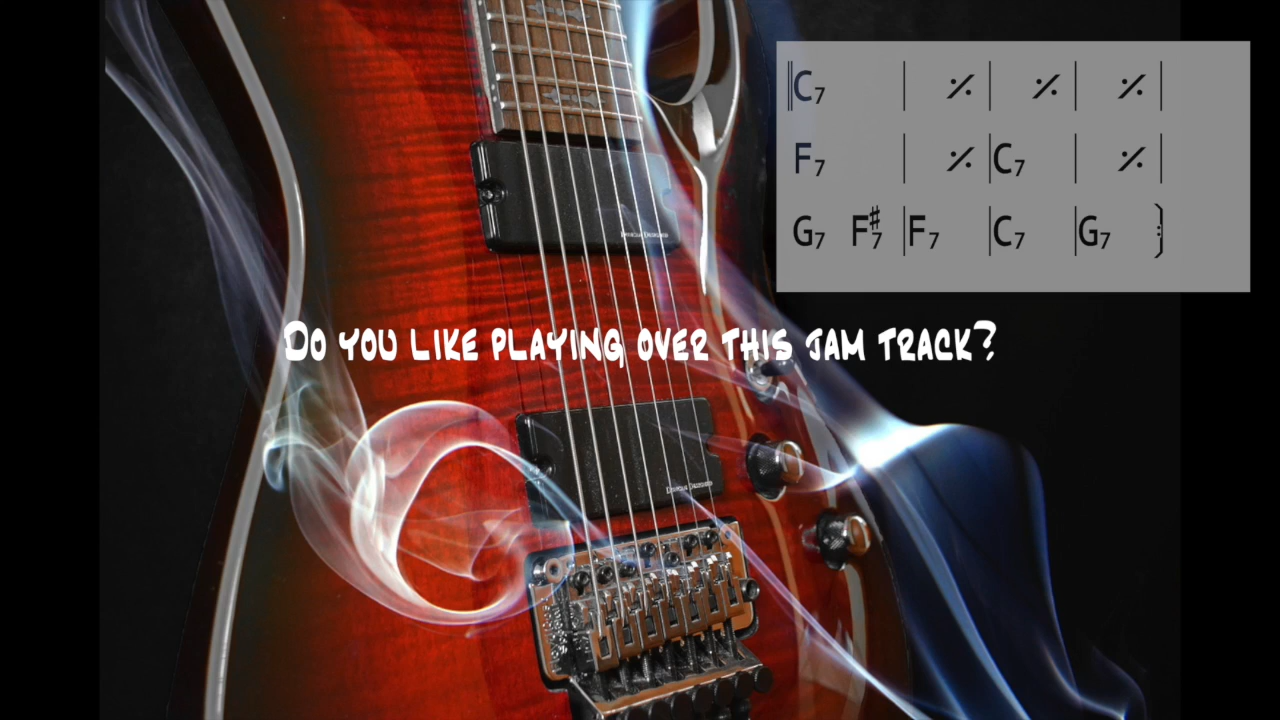 C7 | 𝄎 | 𝄎 | 𝄎 |
F7 | 𝄎 | C7 | 𝄎 |
G7 F♯7 | F7 | C7 | G7
Do you like playing over this jam track?